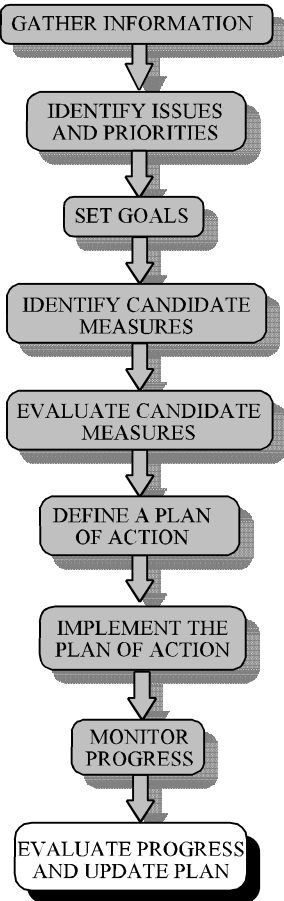 GATHER INFORMATION
IDENTIFY ISSUES
AND PRIORITIES
SET GOALS
IDENTIFY CANDIDATE
MEASURES
EVALUATE CANDIDATE
MEASURES
DEFINE A PLAN
OF ACTION
IMPLEMENT THE
PLAN OF ACTION
MONITOR
PROGRESS
EVALUATE PROGRESS
AND UPDATE PLAN